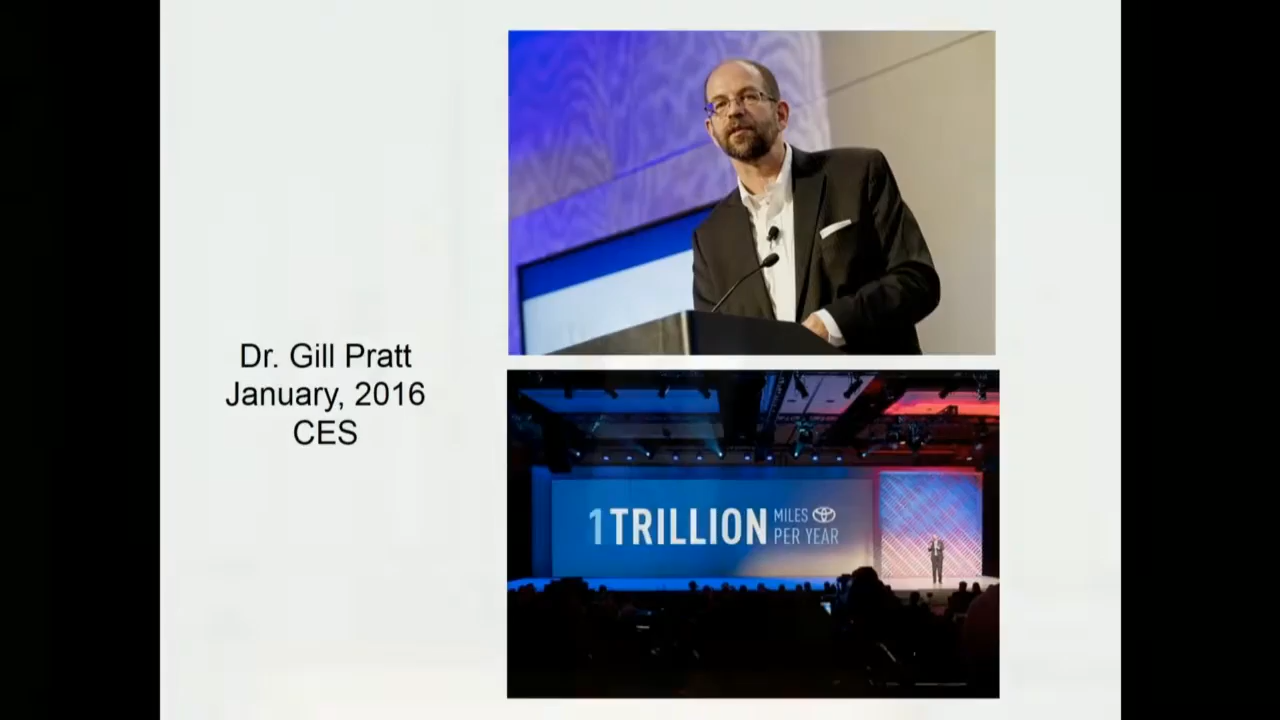 Dr. Gill Pratt
January, 2016
CES
1 TRILLION MILES
PER YEAR